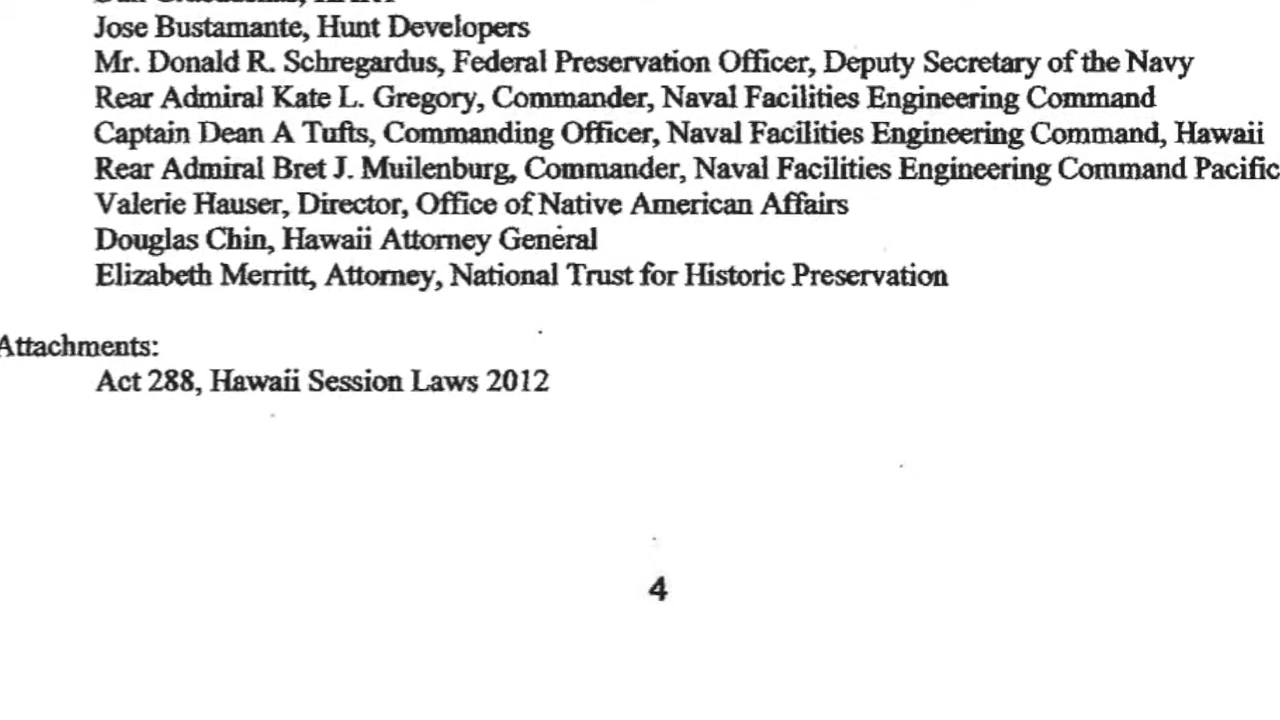 Jose Bustamante, Hunt Developers
Mr. Donald R. Schregardus, Federal Preservation Officer, Deputy Secretary of the Navy
Rear Admiral Kate L. Gregory, Commander, Naval Facilities Engineering Command
Captain Dean A Tufts, Commanding Officer, Naval Facilities Engineering Command, Hawaii
Rear Admiral Bret J. Muilenburg, Commander, Naval Facilities Engineering Command Pacific
Valerie Hauser, Director, Office of Native American Affairs
Douglas Chin, Hawaii Attorney General
Elizabeth Merritt, Attorney, National Trust for Historic Preservation
Attachments:
Act 288, Hawaii Session Laws 2012
4